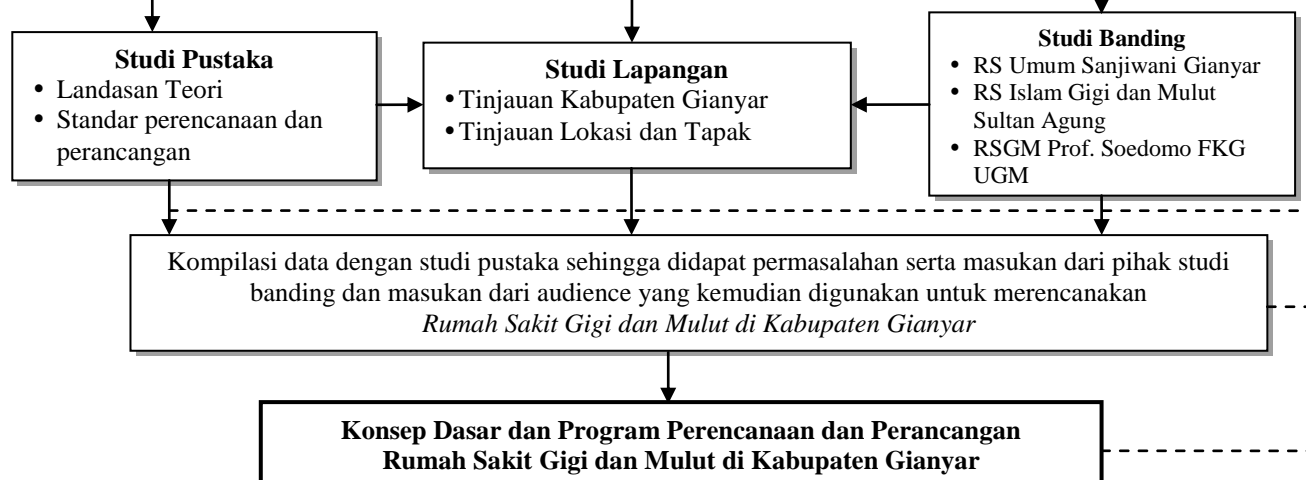 Studi Pustaka
• Landasan Teori
• Standar perencanaan dan
perancangan
Studi Lapangan
• Tinjauan Kabupaten Gianyar
• Tinjauan Lokasi dan Tapak
Studi Banding
• RS Umum Sanjiwani Gianyar
• RS Islam Gigi dan Mulut
Sultan Agung
• RSGM Prof. Soedomo FKG
UGM
Kompilasi data dengan studi pustaka sehingga didapat permasalahan serta masukan dari pihak studi
banding dan masukan dari audience yang kemudian digunakan untuk merencanakan
Rumah Sakit Gigi dan Mulut di Kabupaten Gianyar
Konsep Dasar dan Program Perencanaan dan Perancangan
Rumah Sakit Gigi dan Mulut di Kabupaten Gianyar